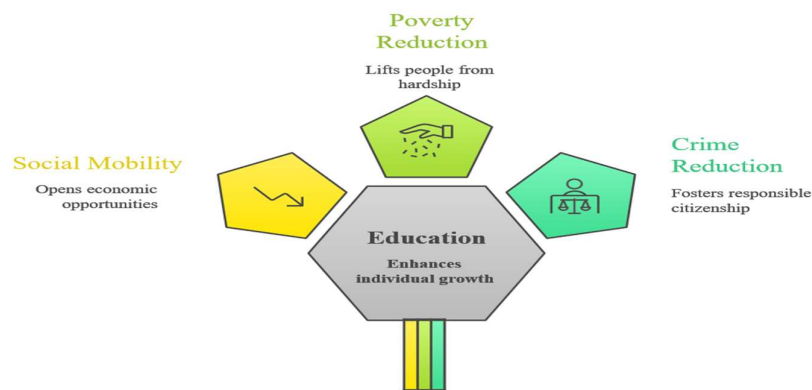 Poverty
Reduction
Lifts people from
hardship
Social Mobility
Opens economic
opportunities
Crime
Reduction
Fosters responsible
citizenship
Education
Enhances
individual growth